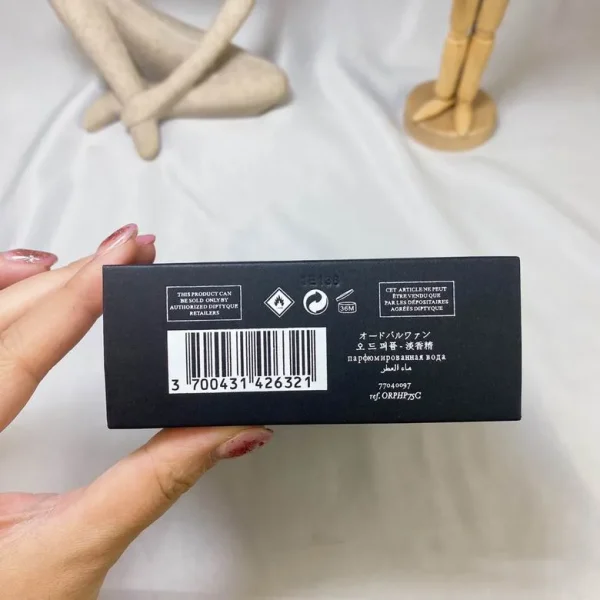 THIS PRODUCT CAN
BE SOLD ONLY BY
AUTHORIZED DIPTYQUE
RETAILERS
36M
CET ARTICLE NE PEUT
ÊTRE VENDU QUE
PAR LES DÉPOSITAIRES
AGRÉÉS DIPTYQUE
3 700431 426321
オードパルファン
오 드 퍼퓸 - 淡香精
парфюмированная вода
ماء العطر
77040097
ref. ORPHP75C